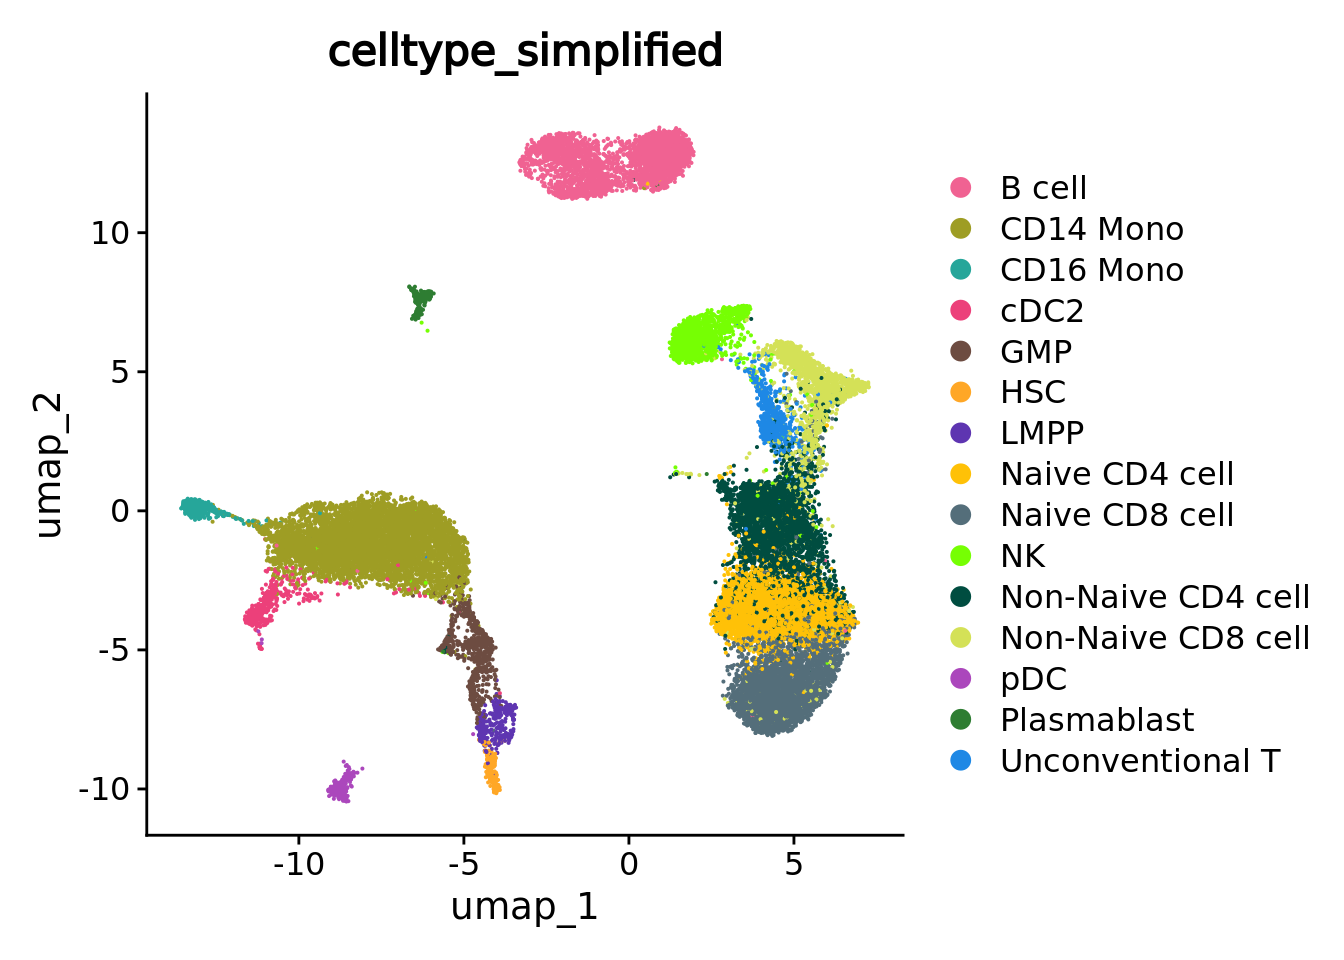 celltype_simplified
umap_2
10
5
0
-5
-10
-10
-5
0
5
umap_1
B cell
CD14 Mono
CD16 Mono
cDC2
GMP
HSC
LMPP
Naive CD4 cell
Naive CD8 cell
NK
Non-Naive CD4 cell
Non-Naive CD8 cell
pDC
Plasmablast
Unconventional T